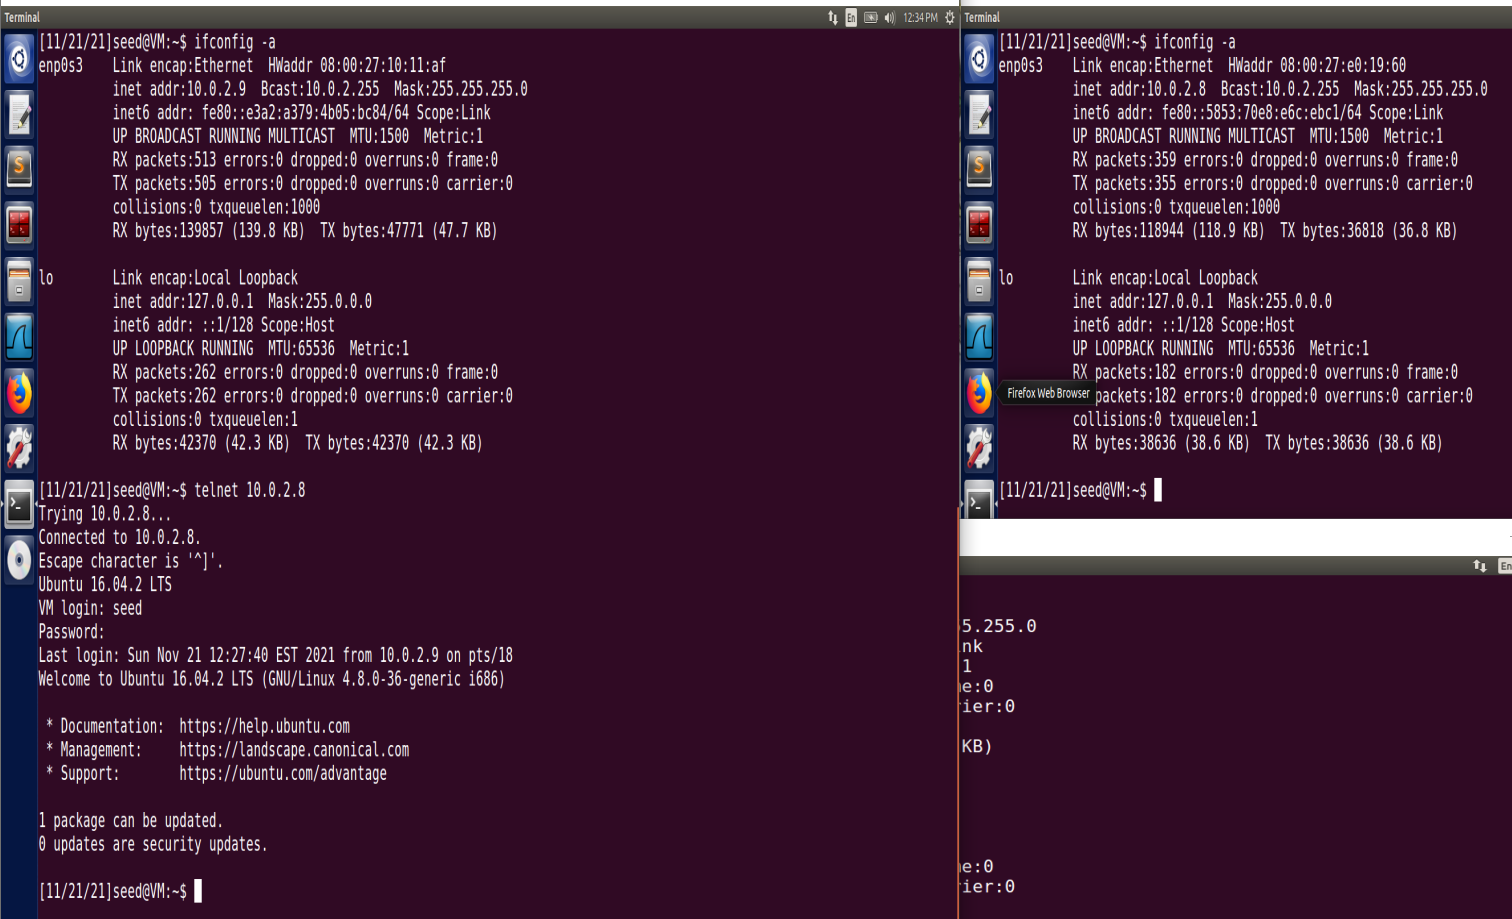 Terminal
En
12:34 PM
[11/21/21]seed@VM:~$ ifconfig -a
enp0s3    Link encap:Ethernet  HWaddr 08:00:27:10:11:af
          inet addr:10.0.2.9  Bcast:10.0.2.255  Mask:255.255.255.0
          inet6 addr: fe80::e3a2:a379:4b05:bc84/64 Scope:Link
          UP BROADCAST RUNNING MULTICAST  MTU:1500  Metric:1
          RX packets:513 errors:0 dropped:0 overruns:0 frame:0
          TX packets:505 errors:0 dropped:0 overruns:0 carrier:0
          collisions:0 txqueuelen:1000
          RX bytes:139857 (139.8 KB)  TX bytes:47771 (47.7 KB)
lo        Link encap:Local Loopback
          inet addr:127.0.0.1  Mask:255.0.0.0
          inet6 addr: ::1/128 Scope:Host
          UP LOOPBACK RUNNING  MTU:65536  Metric:1
          RX packets:262 errors:0 dropped:0 overruns:0 frame:0
          TX packets:262 errors:0 dropped:0 overruns:0 carrier:0
          collisions:0 txqueuelen:1
          RX bytes:42370 (42.3 KB)  TX bytes:42370 (42.3 KB)
[11/21/21]seed@VM:~$ telnet 10.0.2.8
Trying 10.0.2.8...
Connected to 10.0.2.8.
Escape character is '^]'.
Ubuntu 16.04.2 LTS
VM login: seed
Password:
Last login: Sun Nov 21 12:27:40 EST 2021 from 10.0.2.9 on pts/18
Welcome to Ubuntu 16.04.2 LTS (GNU/Linux 4.8.0-36-generic i686)
 * Documentation:  https://help.ubuntu.com
 * Management:     https://landscape.canonical.com
 * Support:        https://ubuntu.com/advantage
1 package can be updated.
0 updates are security updates.
[11/21/21]seed@VM:~$
Terminal
[11/21/21]seed@VM:~$ ifconfig -a
enp0s3    Link encap:Ethernet  HWaddr 08:00:27:e0:19:60
          inet addr:10.0.2.8  Bcast:10.0.2.255  Mask:255.255.255.0
          inet6 addr: fe80::5853:70e8:e6c:ebc1/64 Scope:Link
          UP BROADCAST RUNNING MULTICAST  MTU:1500  Metric:1
          RX packets:359 errors:0 dropped:0 overruns:0 frame:0
          TX packets:355 errors:0 dropped:0 overruns:0 carrier:0
          collisions:0 txqueuelen:1000
          RX bytes:118944 (118.9 KB)  TX bytes:36818 (36.8 KB)
lo        Link encap:Local Loopback
          inet addr:127.0.0.1  Mask:255.0.0.0
          inet6 addr: ::1/128 Scope:Host
          UP LOOPBACK RUNNING  MTU:65536  Metric:1
          RX packets:182 errors:0 dropped:0 overruns:0 frame:0
Firefox Web Browser
          packets:182 errors:0 dropped:0 overruns:0 carrier:0
          collisions:0 txqueuelen:1
          RX bytes:38636 (38.6 KB)  TX bytes:38636 (38.6 KB)
[11/21/21]seed@VM:~$
En
5.255.0
nk
1
e:0
ier:0
KB)
e:0
ier:0